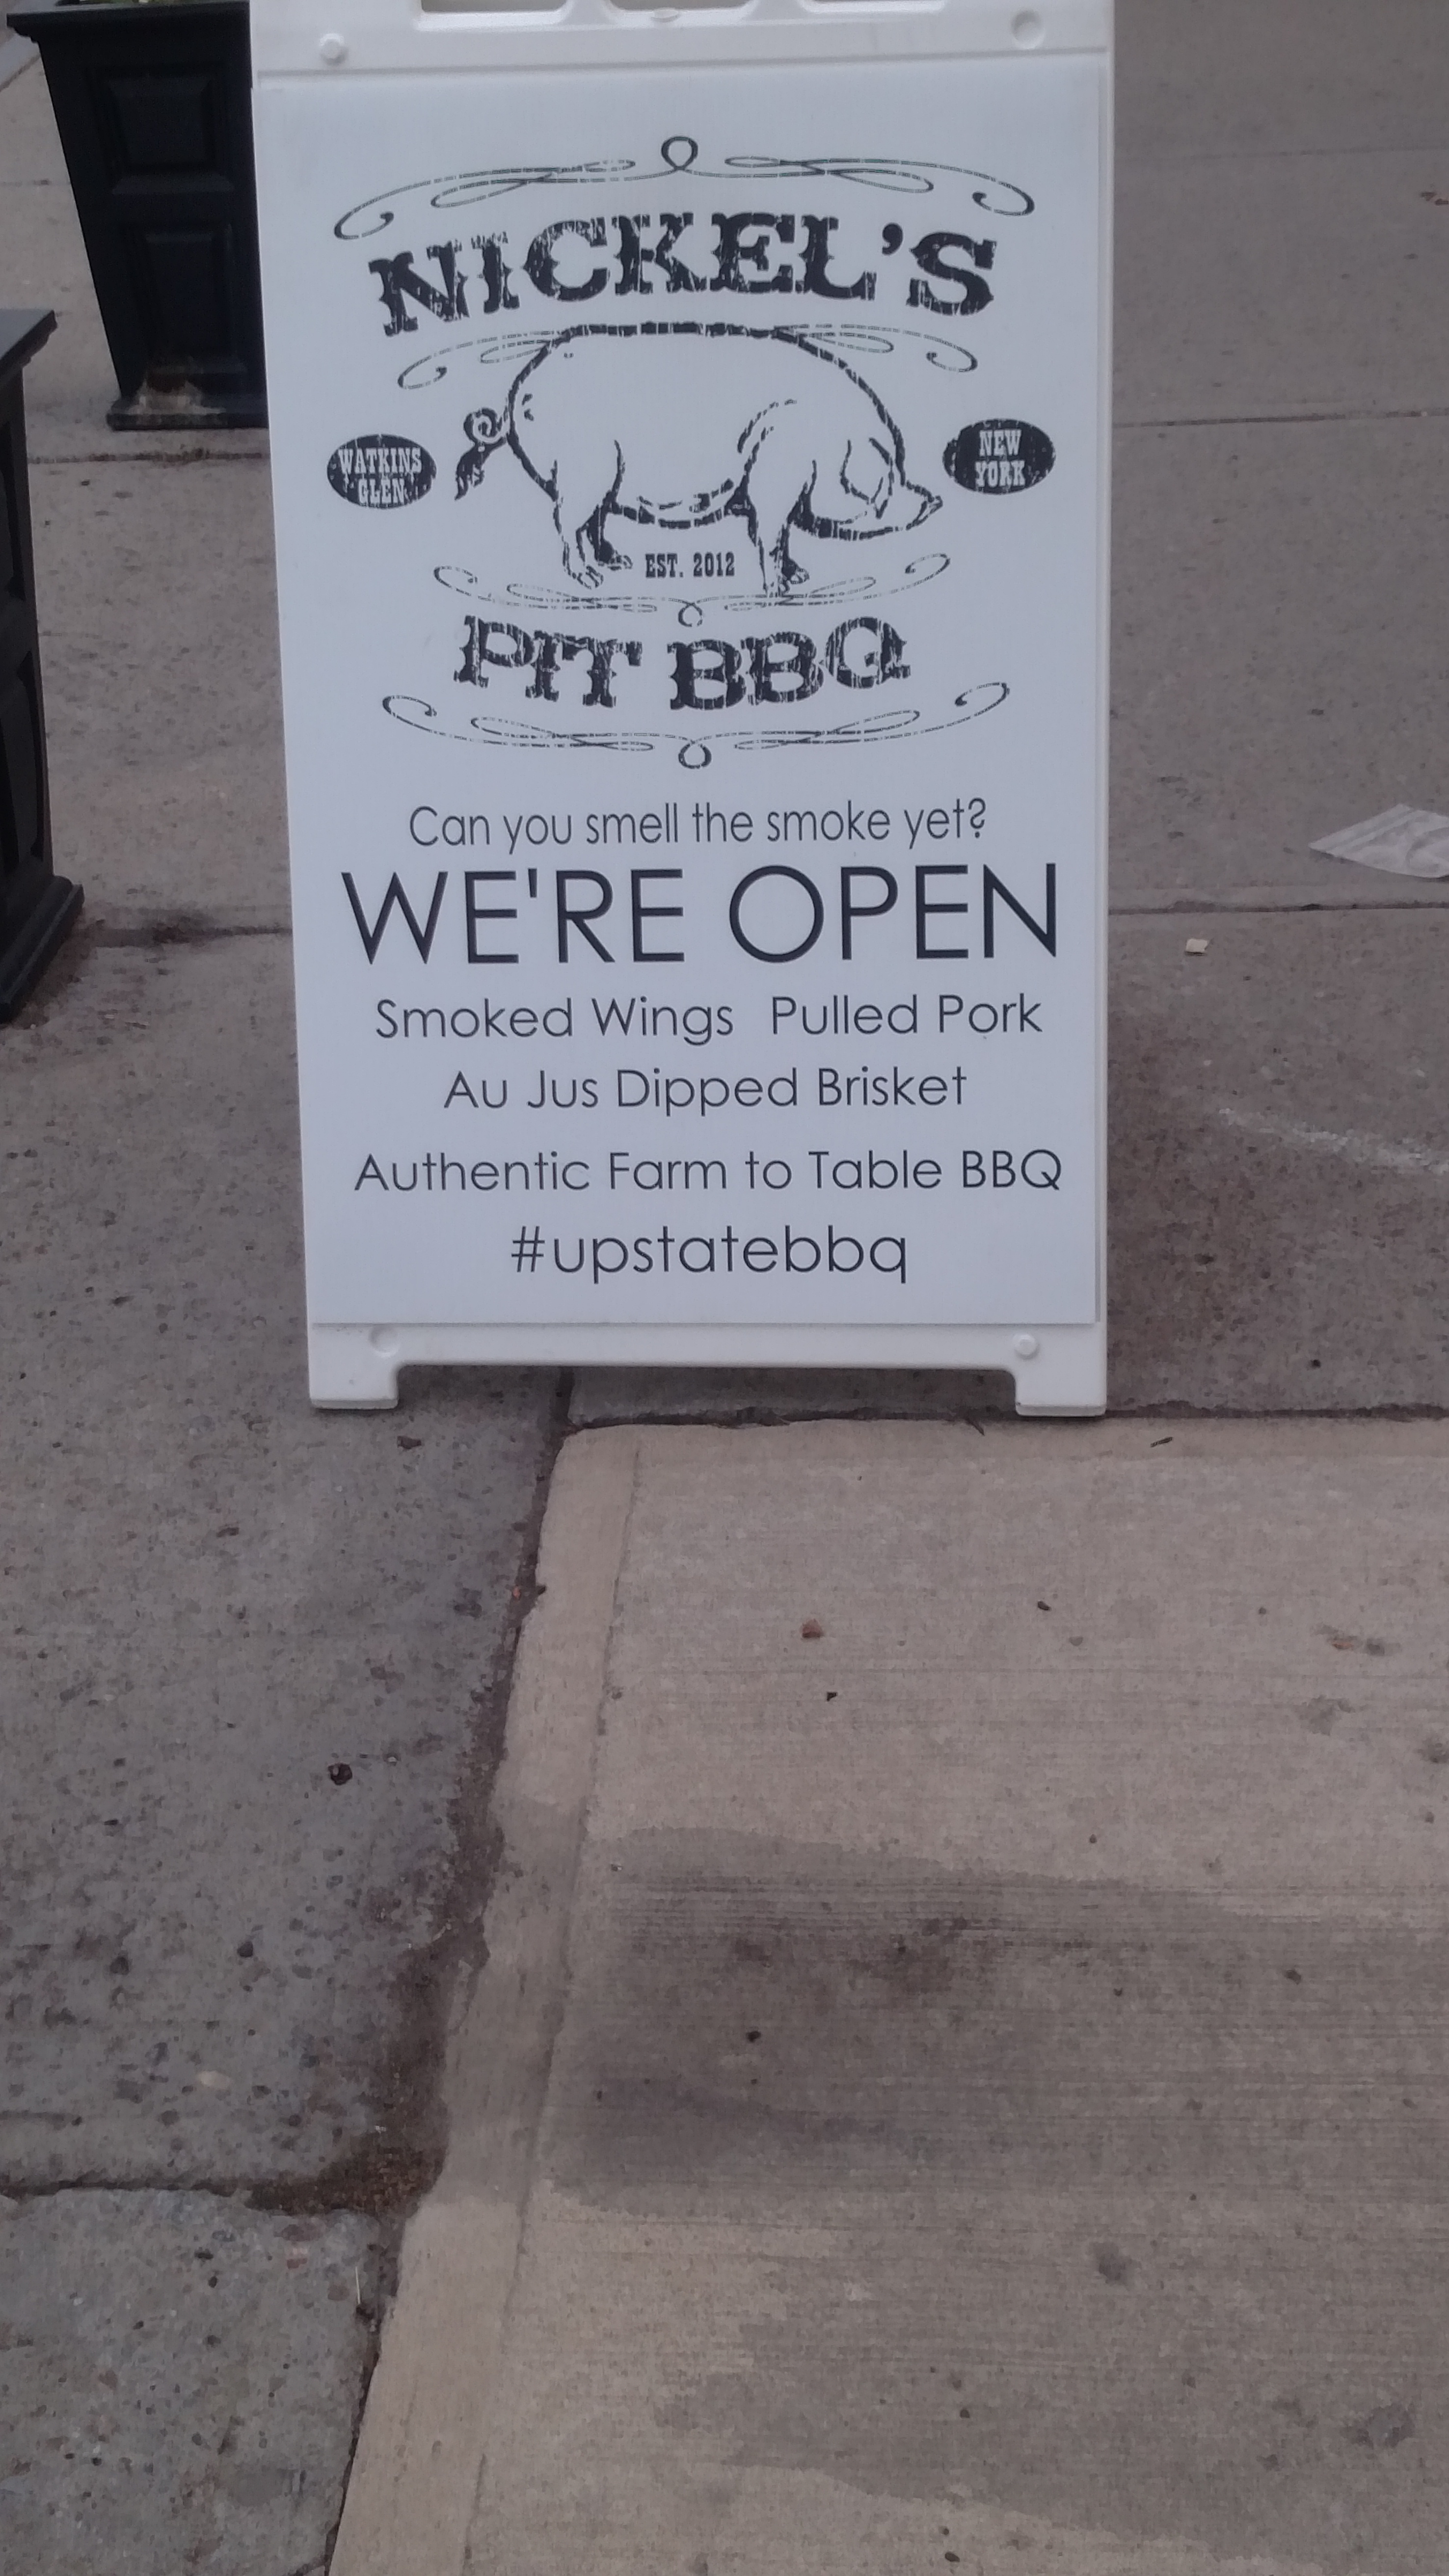 NICKEL'S
WATKINS
GLEN
NEW
YORK
EST. 2012
PIT BBQ
Can you smell the smoke yet?
WE'RE OPEN
Smoked Wings Pulled Pork
Au Jus Dipped Brisket
Authentic Farm to Table BBQ
#upstatebbq